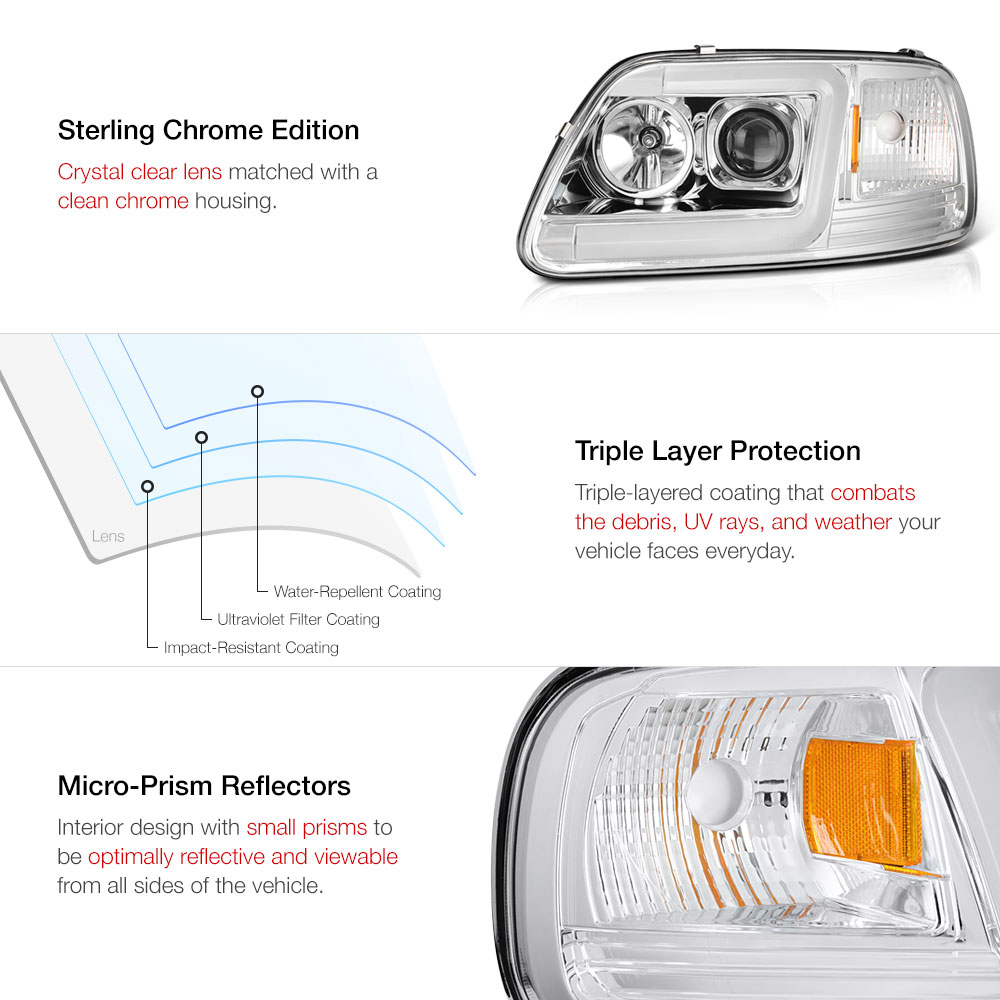 Sterling Chrome Edition
Crystal clear lens matched with a
clean chrome housing.
Lens
Water-Repellent Coating
Ultraviolet Filter Coating
Impact-Resistant Coating
Triple Layer Protection
Triple-layered coating that combats
the debris, UV rays, and weather your
vehicle faces everyday.
Micro-Prism Reflectors
Interior design with small prisms to
be optimally reflective and viewable
from all sides of the vehicle.